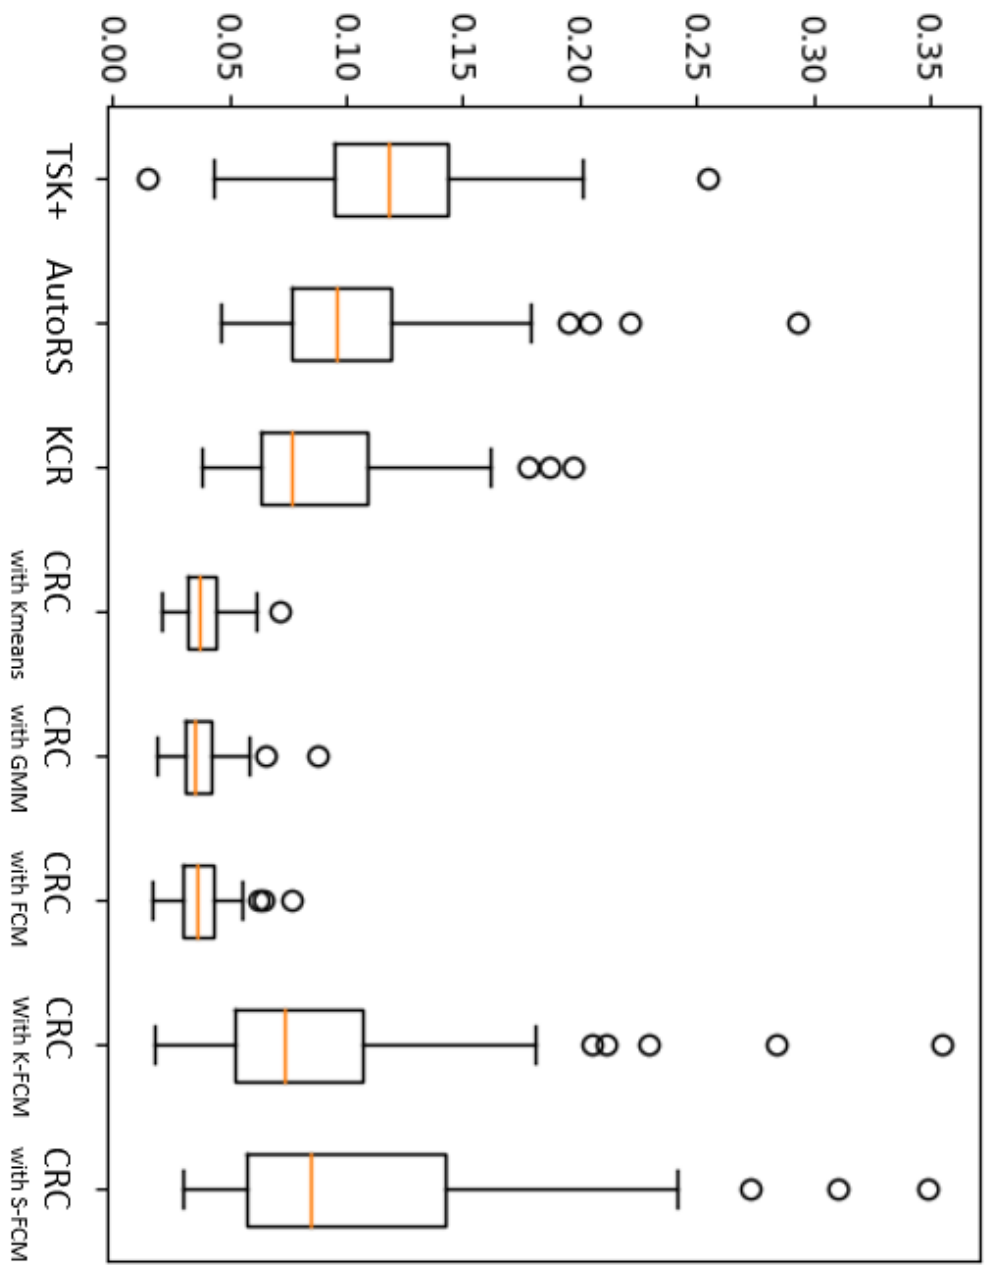 0.00
0.05
0.10
0.15
0.20
0.25
0.30
0.35
TSK+
AutoRS
KCR
CRC
with Kmeans
CRC
with GMM
CRC
with FCM
CRC
With K-FCM
CRC
with S-FCM